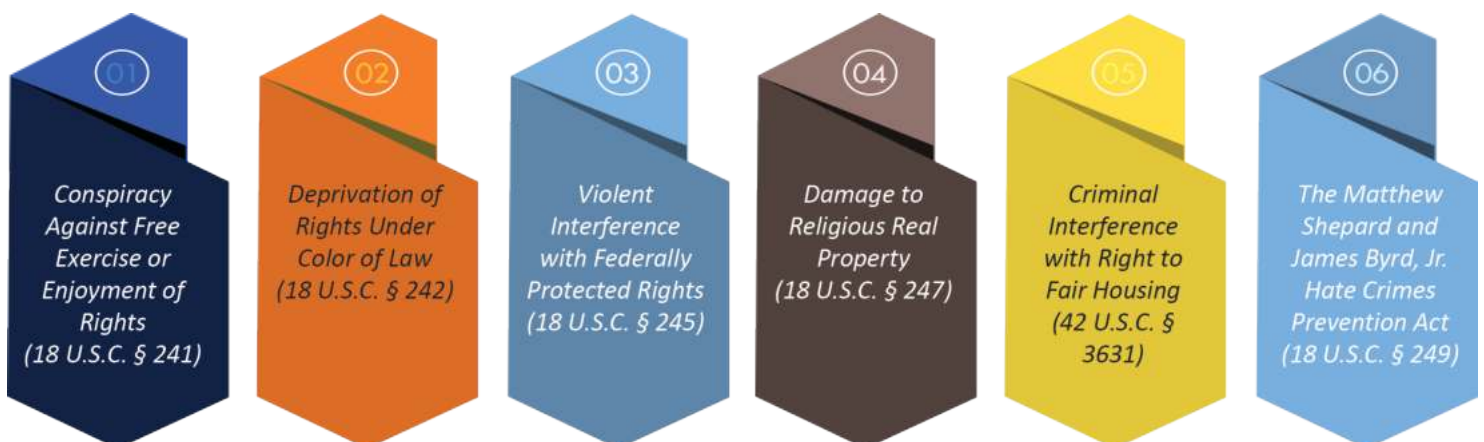 01
Conspiracy
Against Free
Exercise or
Enjoyment of
Rights
(18 U.S.C. § 241)
02
Deprivation of
Rights Under
Color of Law
(18 U.S.C. § 242)
03
Violent
Interference
with Federally
Protected Rights
(18 U.S.C. § 245)
04
Damage to
Religious Real
Property
(18 U.S.C. § 247)
05
Criminal
Interference
with Right to
Fair Housing
(42 U.S.C. §
3631)
06
The Matthew
Shepard and
James Byrd, Jr.
Hate Crimes
Prevention Act
(18 U.S.C. § 249)